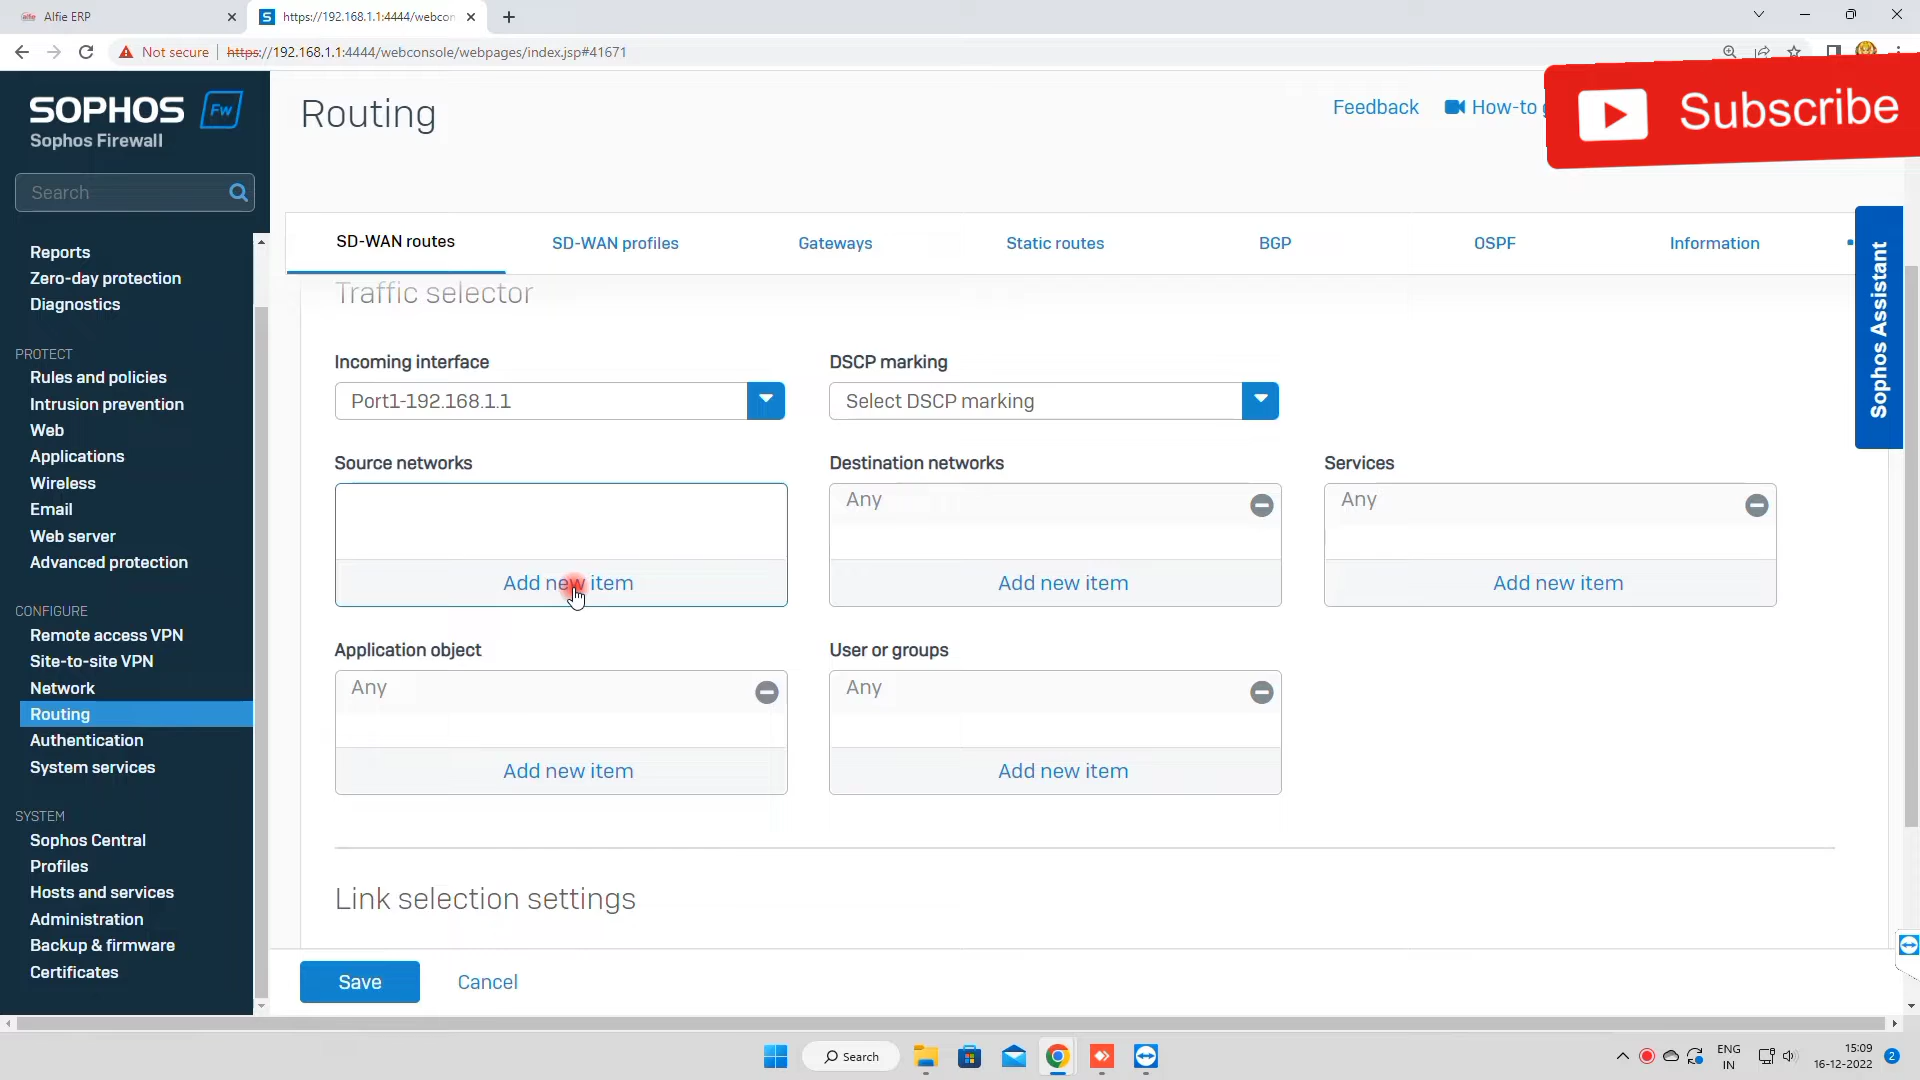 Alfie ERP
https://192.168.1.1:4444/webcon
Not secure
https://192.168.1.1:4444/webconsole/webpages/index.jsp#41671
SOPHOS
Fw
Sophos Firewall
Search
Reports
Zero-day protection
Diagnostics
PROTECT
Rules and policies
Intrusion prevention
Web
Applications
Wireless
Email
Web server
Advanced protection
CONFIGURE
Remote access VPN
Site-to-site VPN
Network
Routing
Authentication
System services
SYSTEM
Sophos Central
Profiles
Hosts and services
Administration
Backup & firmware
Certificates
Routing
Feedback
How-to
Subscribe
SD-WAN routes
SD-WAN profiles
Gateways
Static routes
BGP
OSPF
Information
Sophos Assistant
Traffic selector
Incoming interface
DSCP marking
Port1-192.168.1.1
Select DSCP marking
Source networks
Destination networks
Services
Any
Any
Add new item
Add new item
Add new item
Application object
User or groups
Any
Any
Add new item
Add new item
Link selection settings
Save
Cancel
Search
ENG
IN
15:09
16-12-2022
2